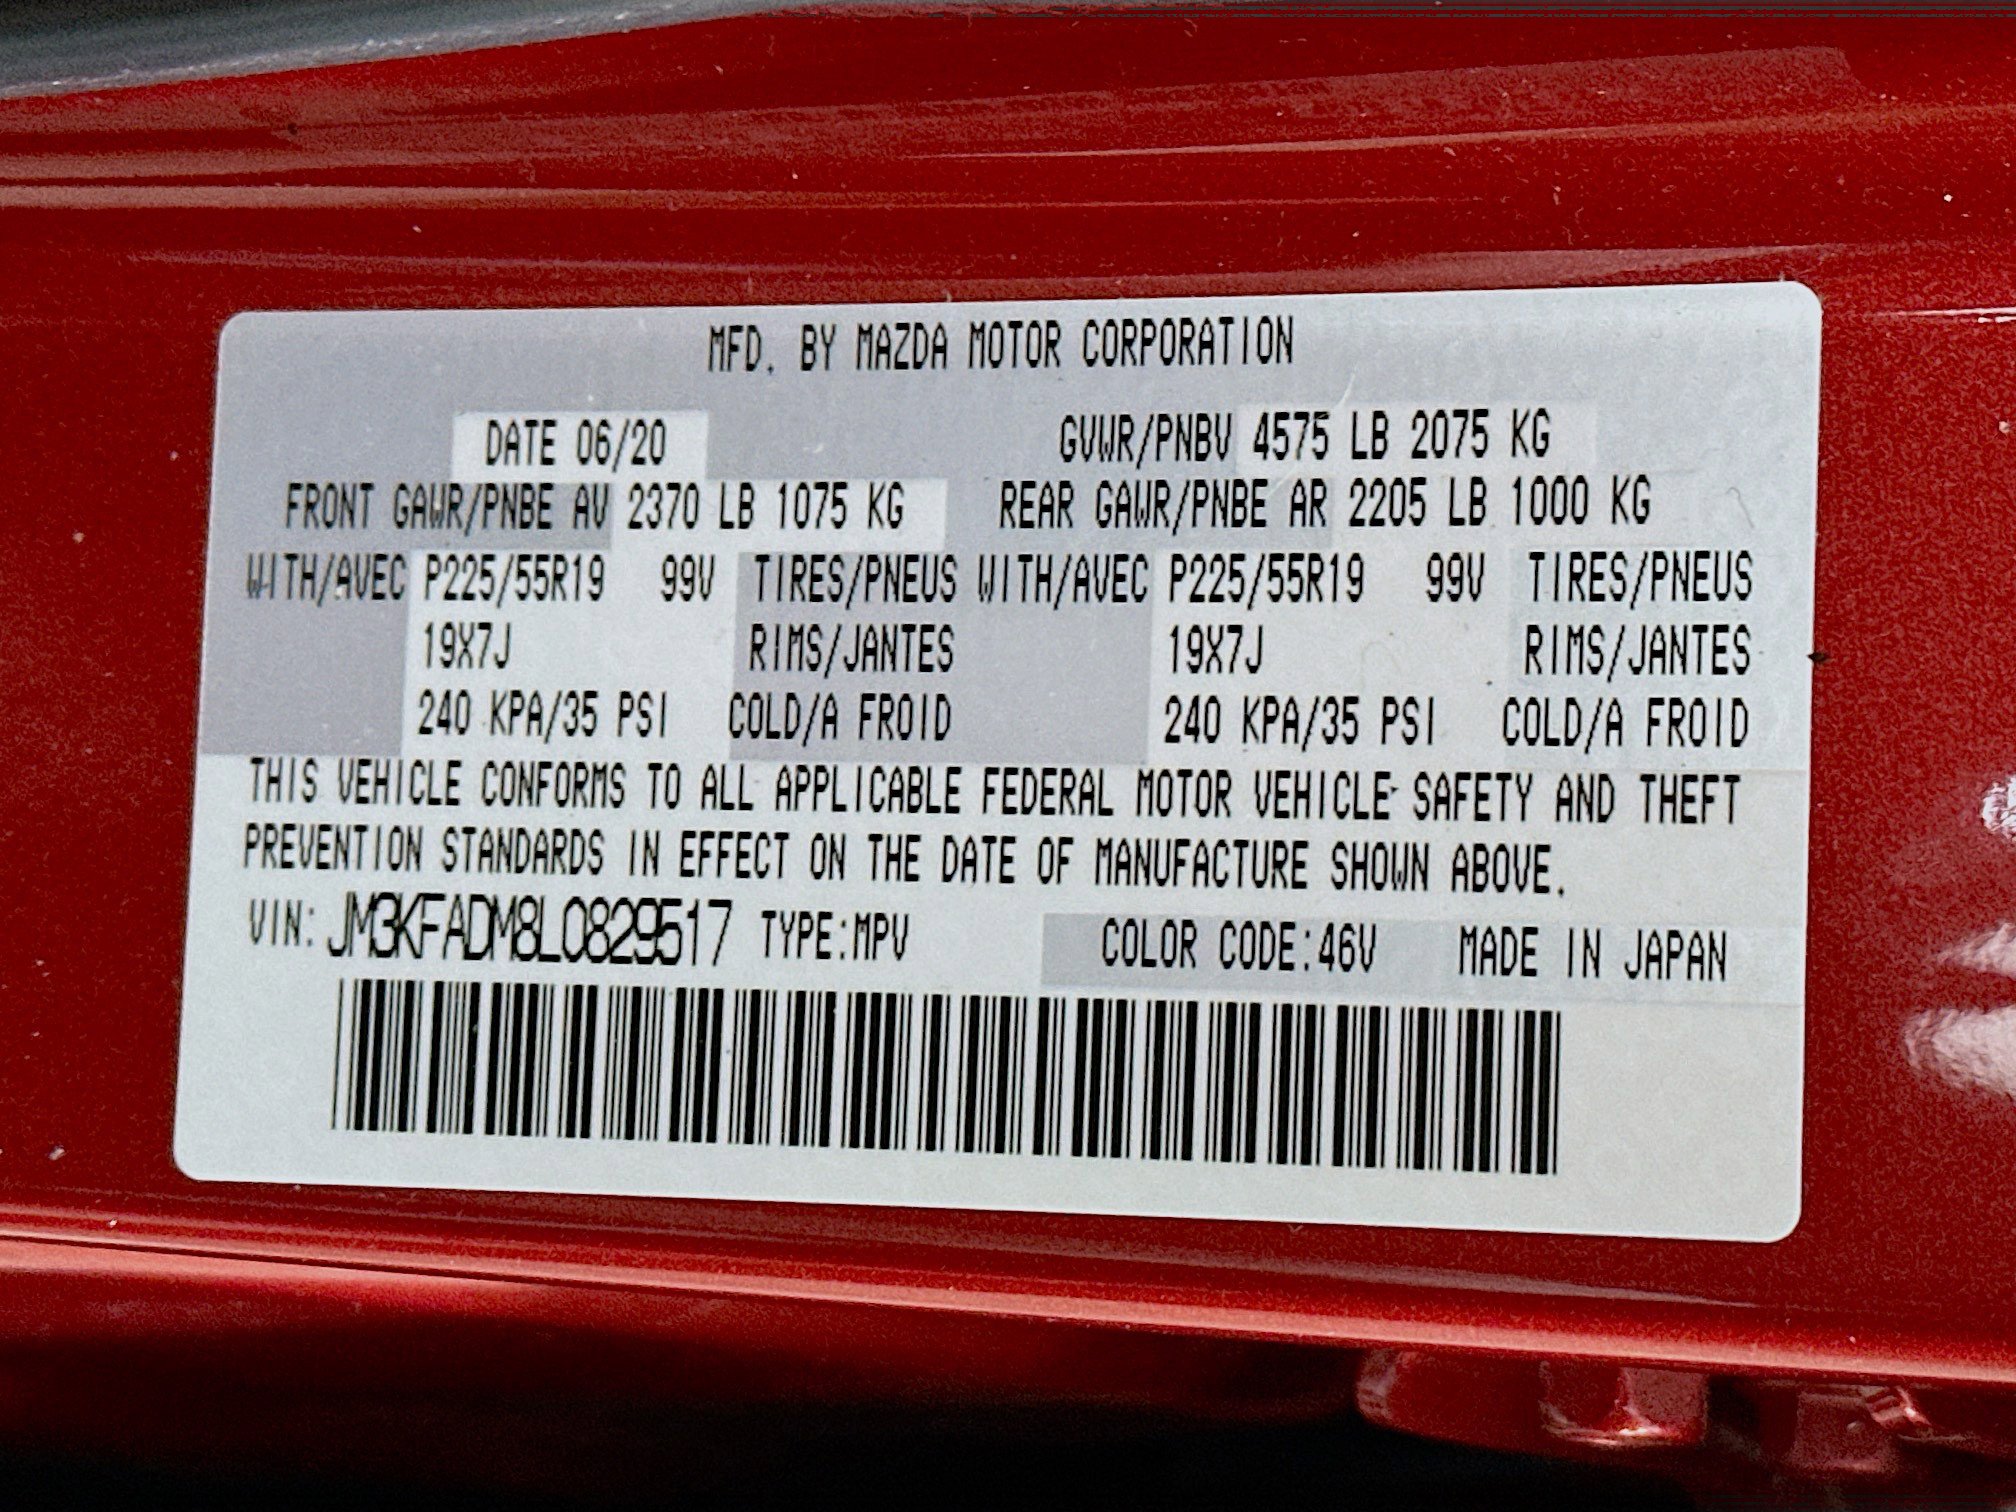 MFD. BY MAZDA MOTOR CORPORATION
DATE 06/20 GVWR/PNBV 4575 LB 2075 KG
FRONT GAWR/PNBE AV 2370 LB 1075 KG REAR GAWR/PNBE AR 2205 LB 1000 KG
WITH/AVEC P225/55R19 99V TIRES/PNEUS WITH/AVEC P225/55R19 99V TIRES/PNEUS
19X7J RIMS/JANTES 19X7J RIMS/JANTES
240 KPA/35 PSI COLD/A FROID 240 KPA/35 PSI COLD/A FROID
THIS VEHICLE CONFORMS TO ALL APPLICABLE FEDERAL MOTOR VEHICLE SAFETY AND THEFT
PREVENTION STANDARDS IN EFFECT ON THE DATE OF MANUFACTURE SHOWN ABOVE.
VIN: JM3KFADM8L0829517 TYPE:MPV COLOR CODE:46V MADE IN JAPAN